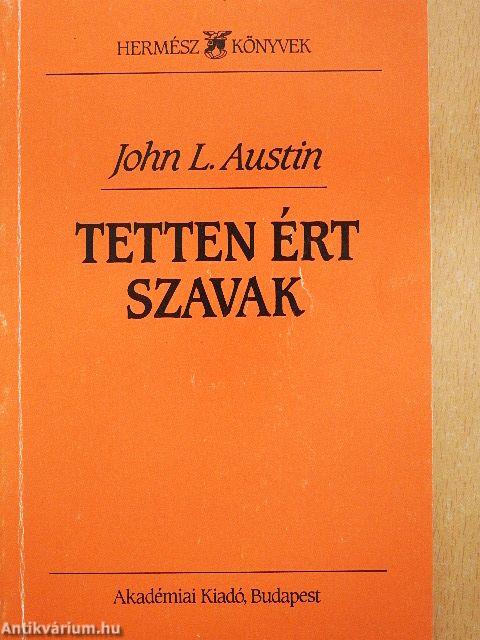 HERMÉSZ KÖNYVEK
John L. Austin
TETTEN ÉRT
SZAVAK
Akadémiai Kiadó, Budapest
Antikvárium.hu